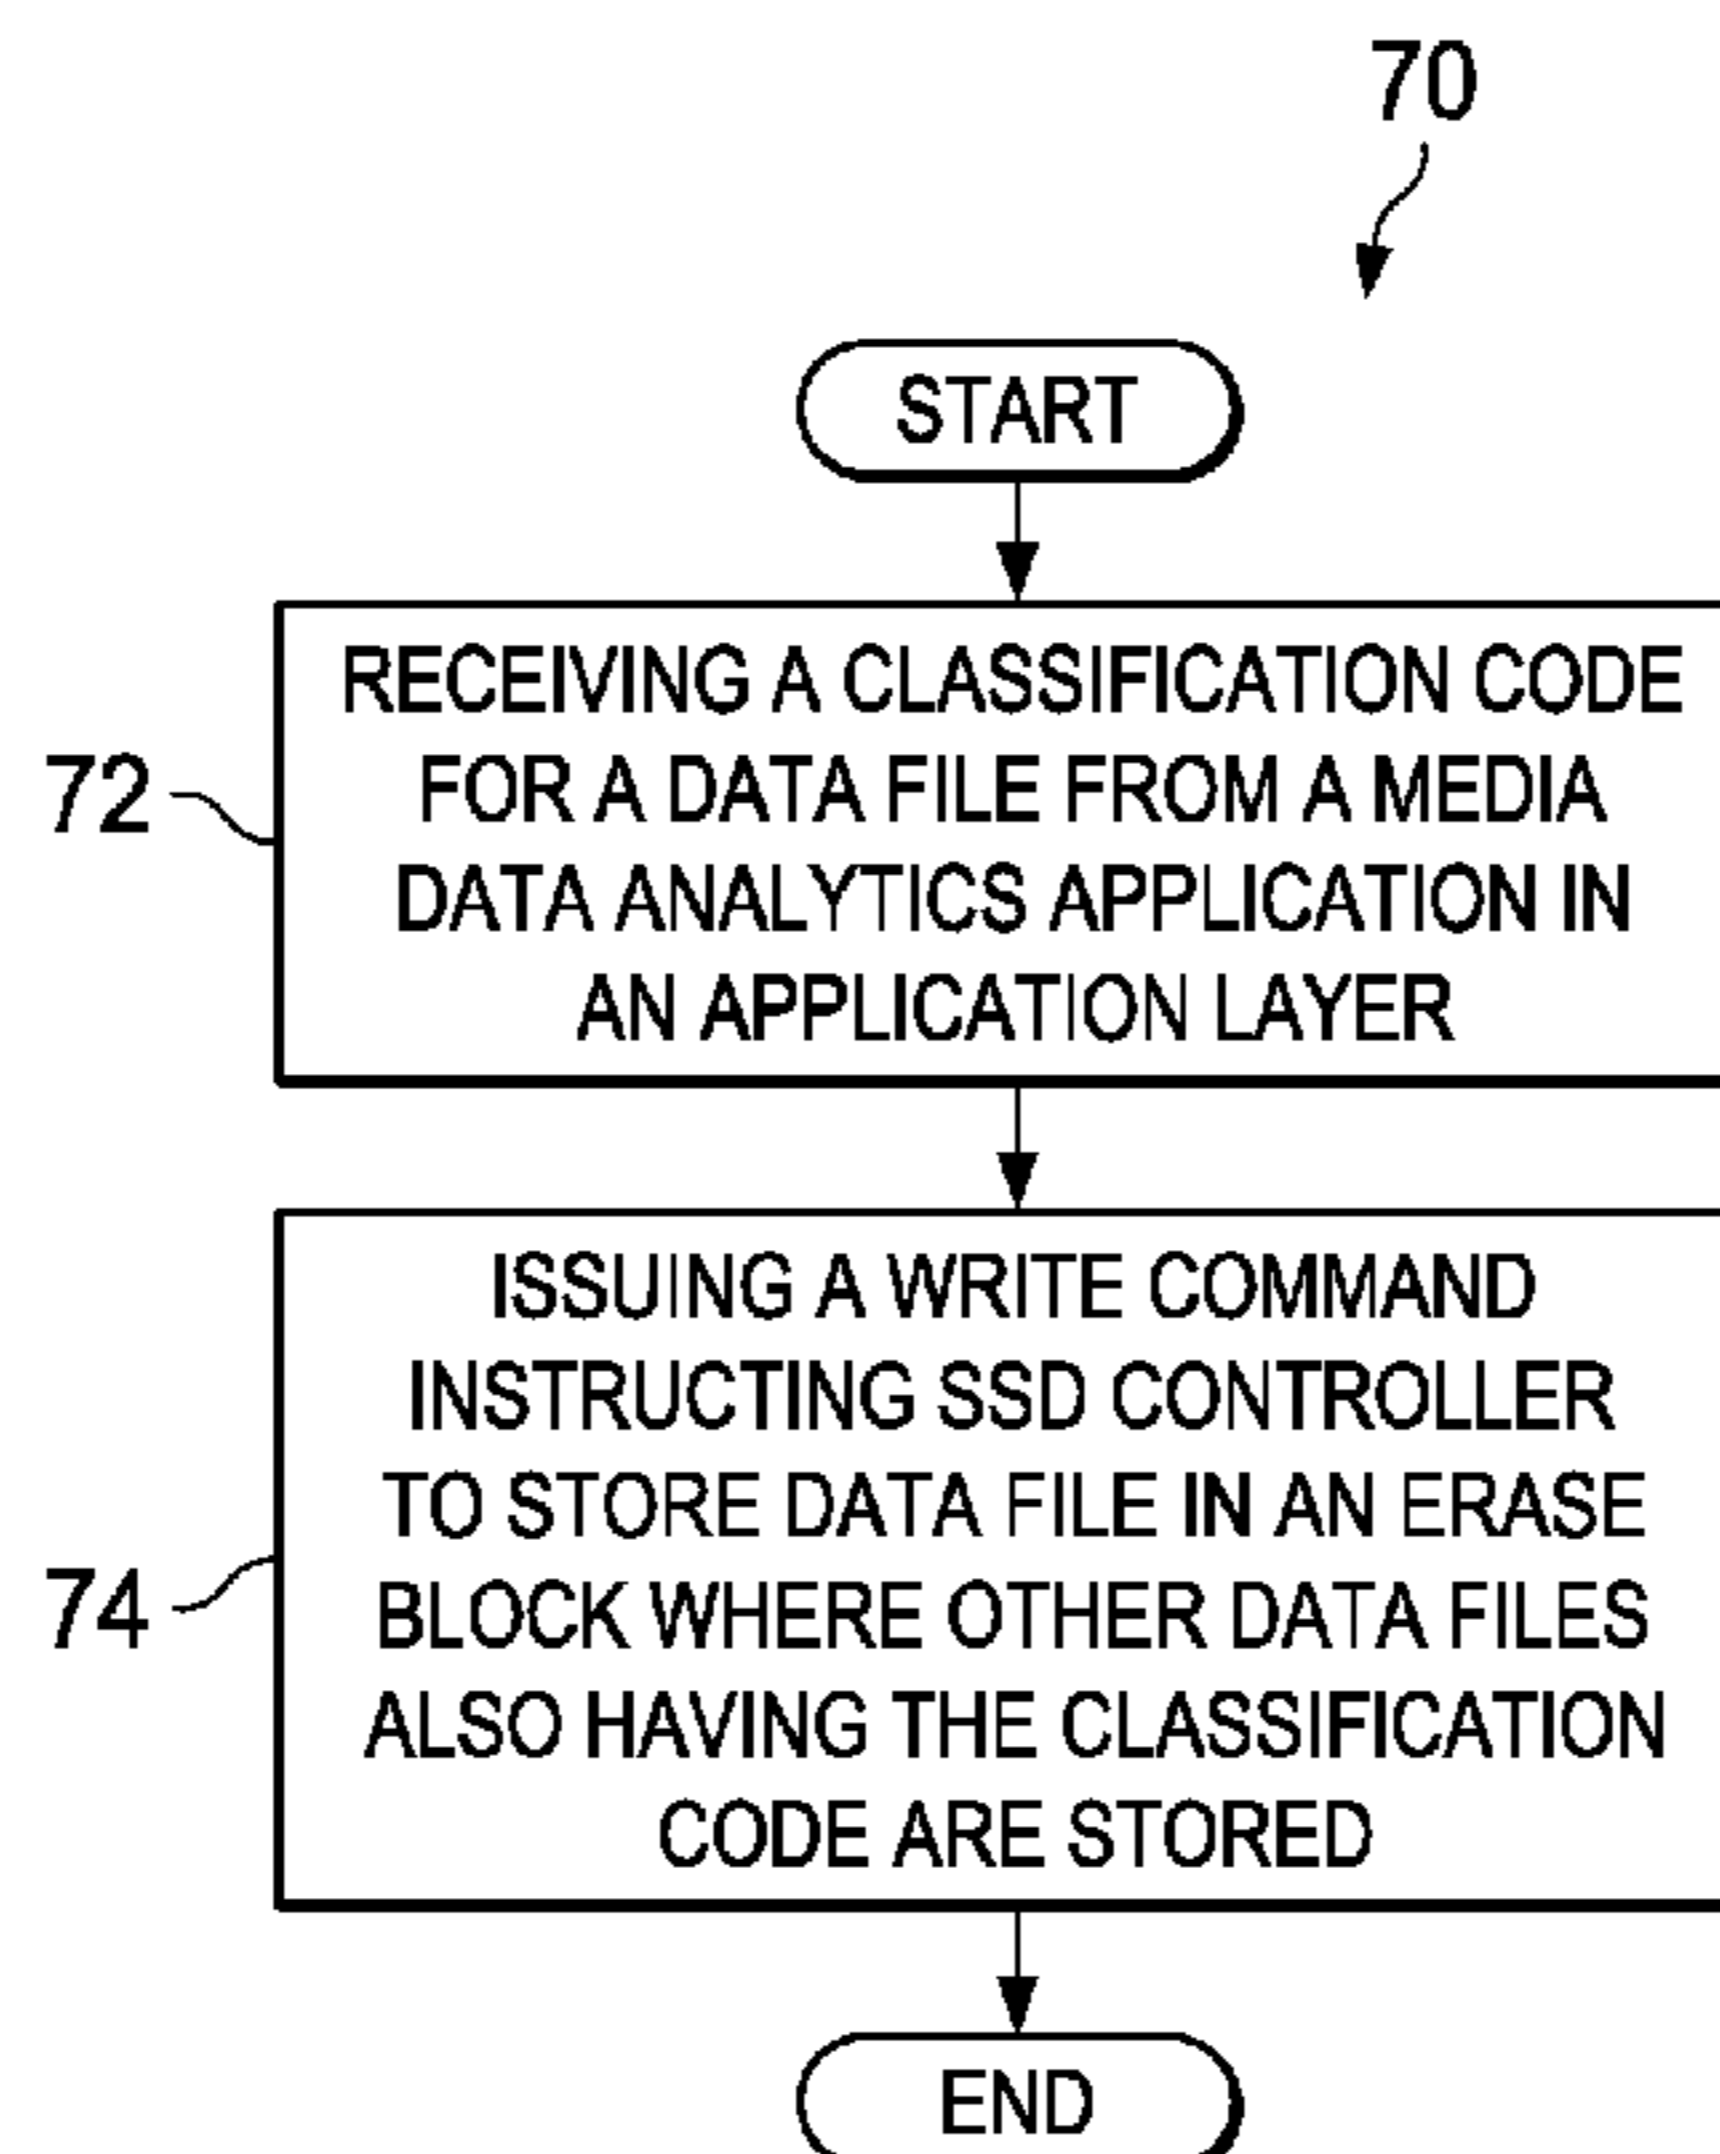 70
START
72
RECEIVING A CLASSIFICATION CODE
FOR A DATA FILE FROM A MEDIA
DATA ANALYTICS APPLICATION IN
AN APPLICATION LAYER
74
ISSUING A WRITE COMMAND
INSTRUCTING SSD CONTROLLER
TO STORE DATA FILE IN AN ERASE
BLOCK WHERE OTHER DATA FILES
ALSO HAVING THE CLASSIFICATION
CODE ARE STORED
END